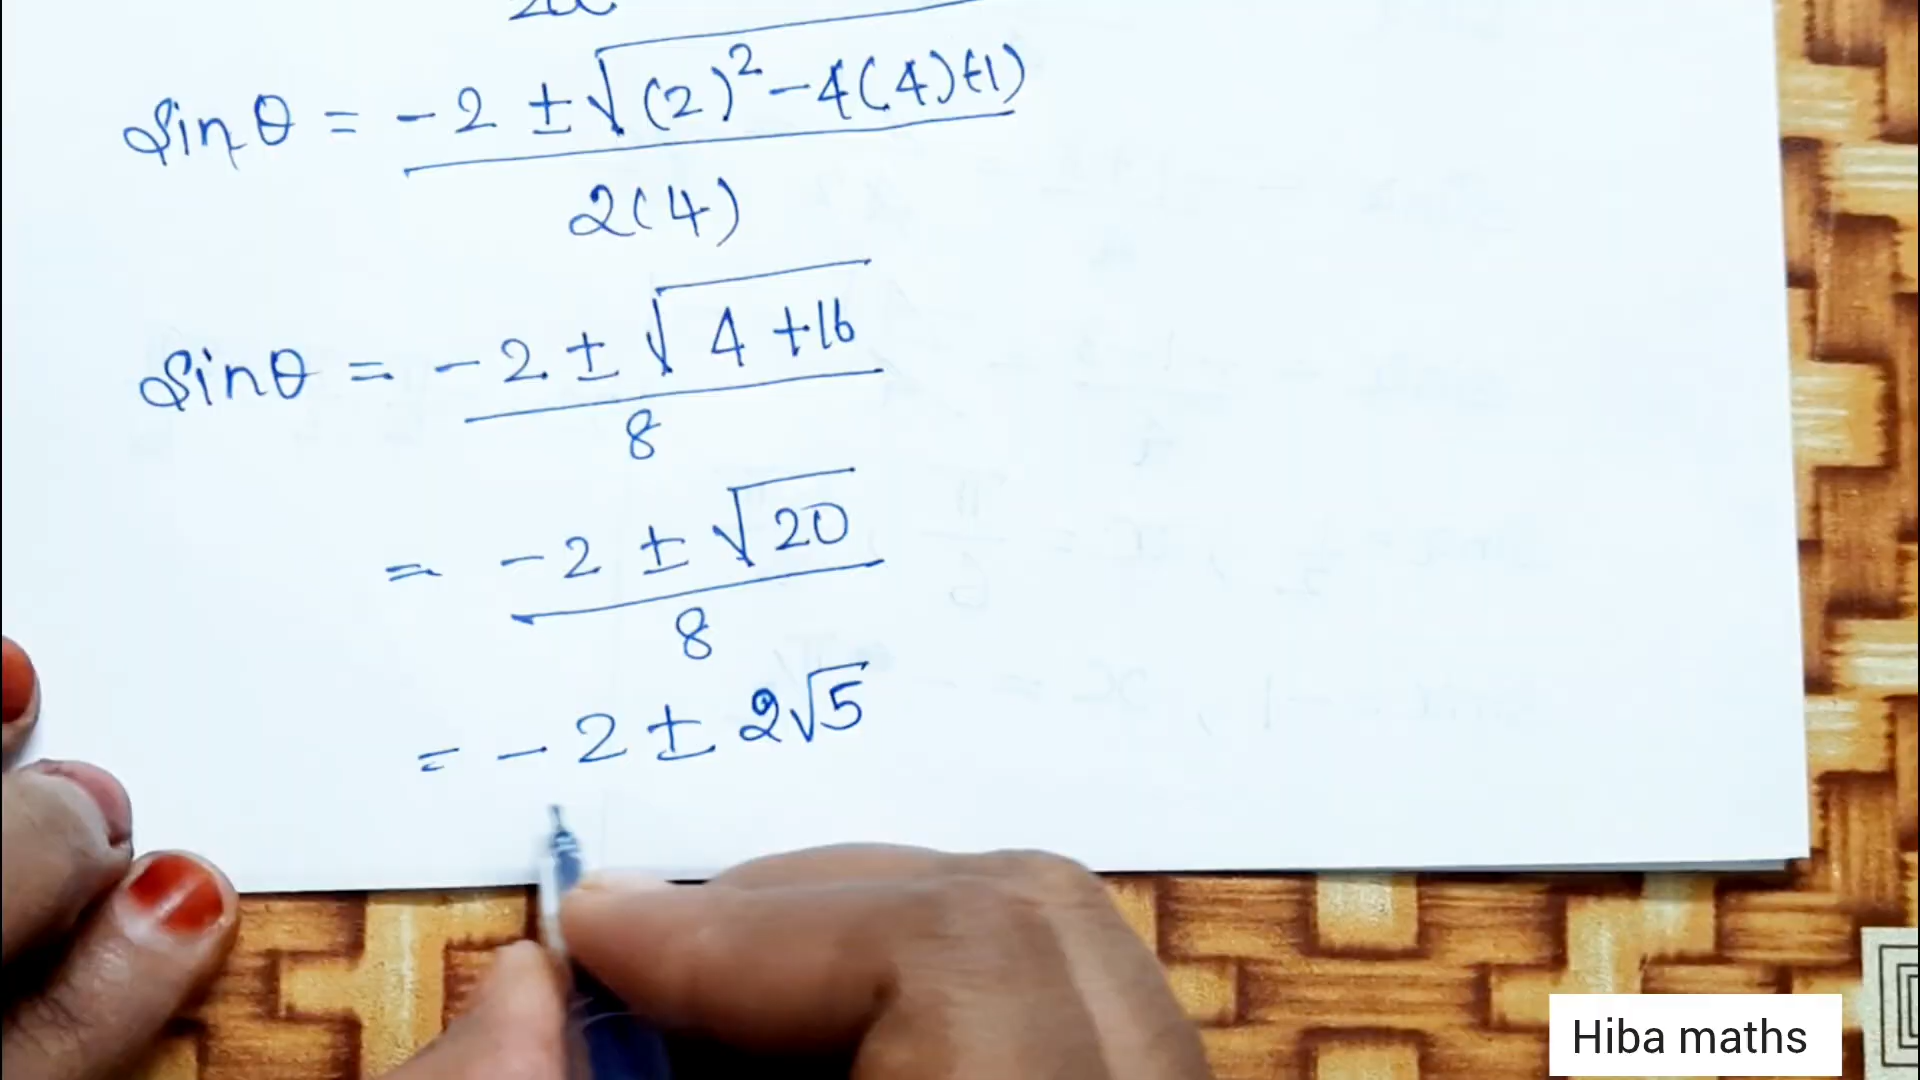 sinθ = -2 ± √(2)² - 4(4)(-1)
2(4)
sinθ = -2 ± √4 + 16
8
= -2 ± √20
8
= -2 ± 2√5
Hiba maths